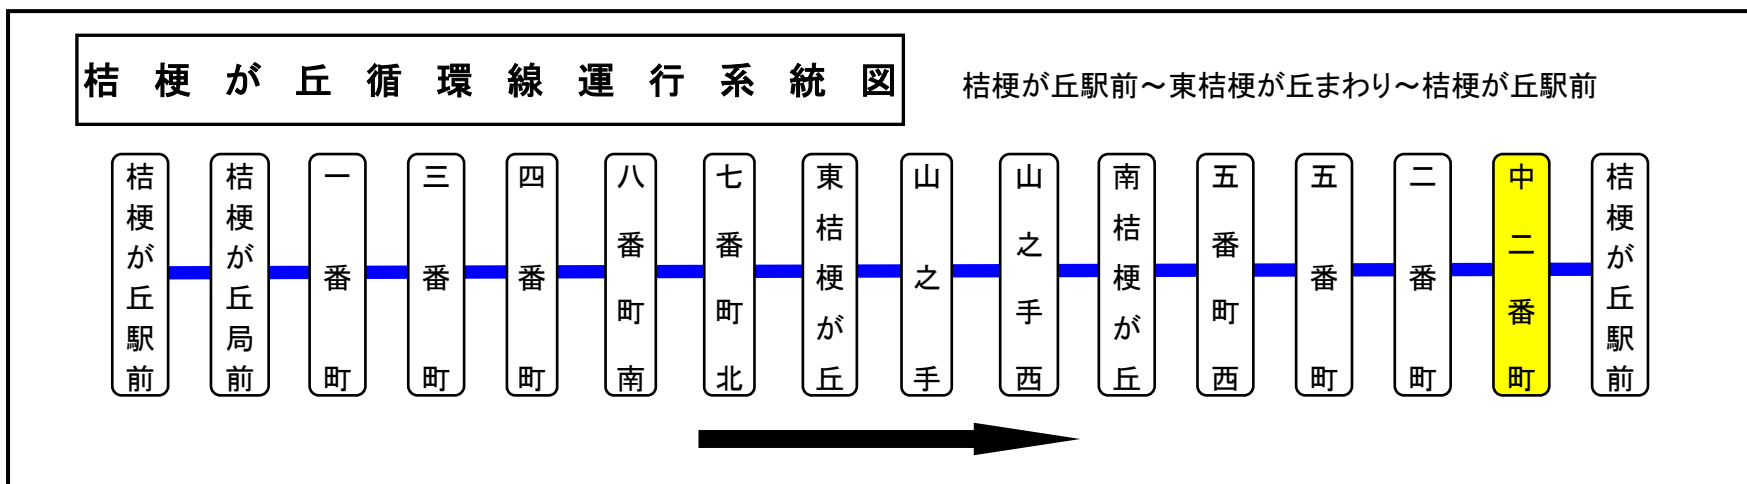 桔梗が丘循環線運行系統図
桔梗が丘駅前～東桔梗が丘まわり～桔梗が丘駅前
桔梗が丘駅前
桔梗が丘局前
一番町
三番町
四番町
八番町南
七番町北
東桔梗が丘
山之手
山之手西
南桔梗が丘
五番町西
五番町
二番町
中二番町
桔梗が丘駅前